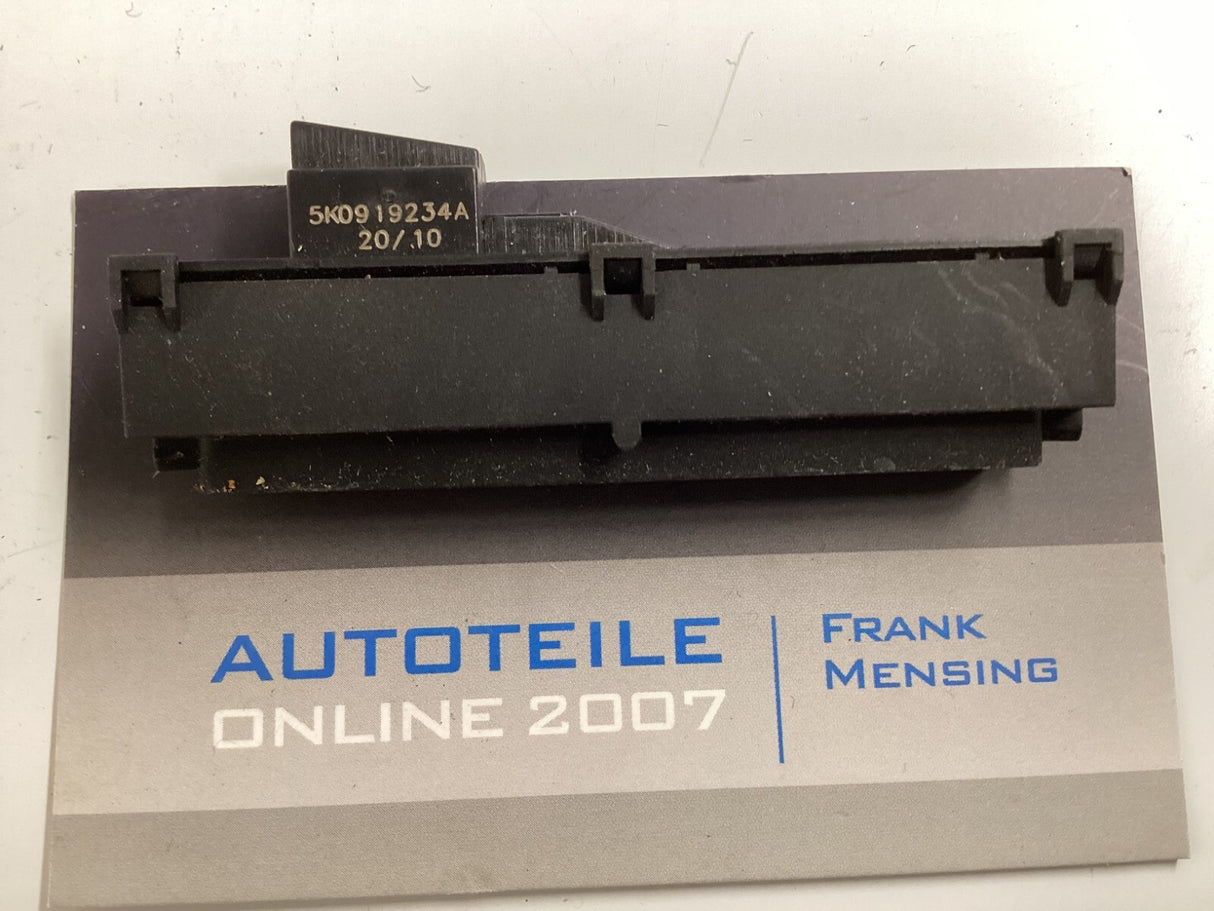 5K0919234A
20/10
AUTOTEILE
ONLINE 2007
FRANK
MENSING